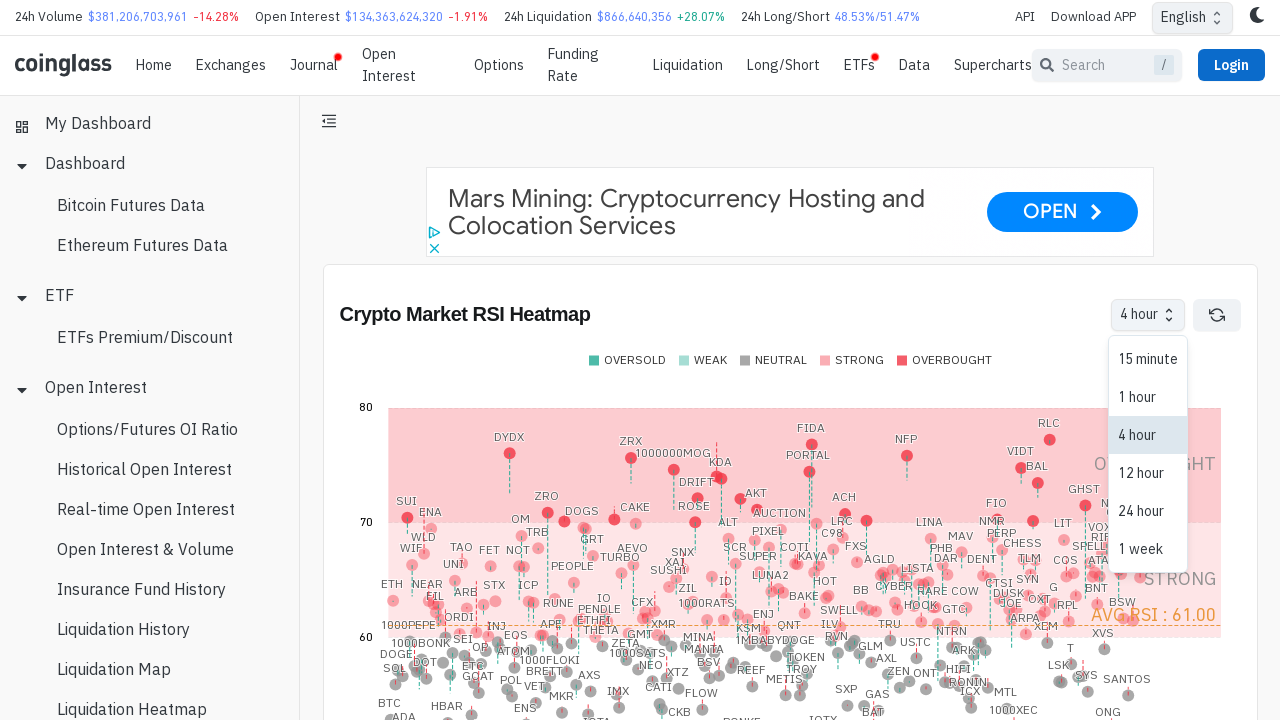 24h Volume $381,206,703,961 -14.28% Open Interest $134,363,624,320 -1.91% 24h Liquidation $866,640,356 +28.07% 24h Long/Short 48.53%/51.47% API Download APP English
coinglass Home Exchanges Journal Open Interest Options Funding Rate Liquidation Long/Short ETFs Data Supercharts Search / Login
My Dashboard
Dashboard
Bitcoin Futures Data
Ethereum Futures Data
ETF
ETFs Premium/Discount
Open Interest
Options/Futures OI Ratio
Historical Open Interest
Real-time Open Interest
Open Interest & Volume
Insurance Fund History
Liquidation History
Liquidation Map
Liquidation Heatmap
Mars Mining: Cryptocurrency Hosting and
Colocation Services
OPEN
Crypto Market RSI Heatmap
4 hour
15 minute
1 hour
4 hour
12 hour
24 hour
1 week
OVERSOLD WEAK NEUTRAL STRONG OVERBOUGHT
80
RLC
FIDA
DYDX ZRX NFP
1000000MOG PORTAL VIDT
KDA BAL
DRIFT GHST
ZRO AKT ACH
SUI ROSE FIO
ENA DOGS CAKE AUCTION
70
OM ALT LRC LINA NMR LIT
WLD TRB PIXEL C98 MAV PERP
WIFI TAO FET NOT GRT AEVO SCR COTI FXS PHB CHESS SPELL
UNI PEOPLE TURBO SNX SUPER KAVA AGLD DAR DENT TLM COS ATA
XAI SUSHI LISTA
STRONG
ETH NEAR STX ICP ID LUNA2 HOT CYBER CTSI SYN G BNT
FIL ARB RUNE IO 1000RATS BAKE BB RARE COW DUSK OXT
CFX HOCK JOE RPL BSW
ORDI PENDLE ENJ SWELL GTC
AVG RSI : 61.00
INJ APE ETHFI XMR QNT ILV TRU ARPA XEM
60
EOS THETA GMT KSM RVN NTRN XVS
1000BONK SEI ZETA MINA 1MBABYDOGE USTC
DOGE OP ATOM 1000SATS MANTA TOKEN GLM ARK T
SOL DOT ETC 1000FLOKI NEO BSV TROY AXL LSK
GOAT BRETT AXS XTZ REEF ZEN ONT HIFI SYS
POL VET CATI METIS RONIN SANTOS
BTC MKR IMX FLOW SXP GAS ICX MTL
HBAR ENS CKB BAT 1000XEC ONG
ADA